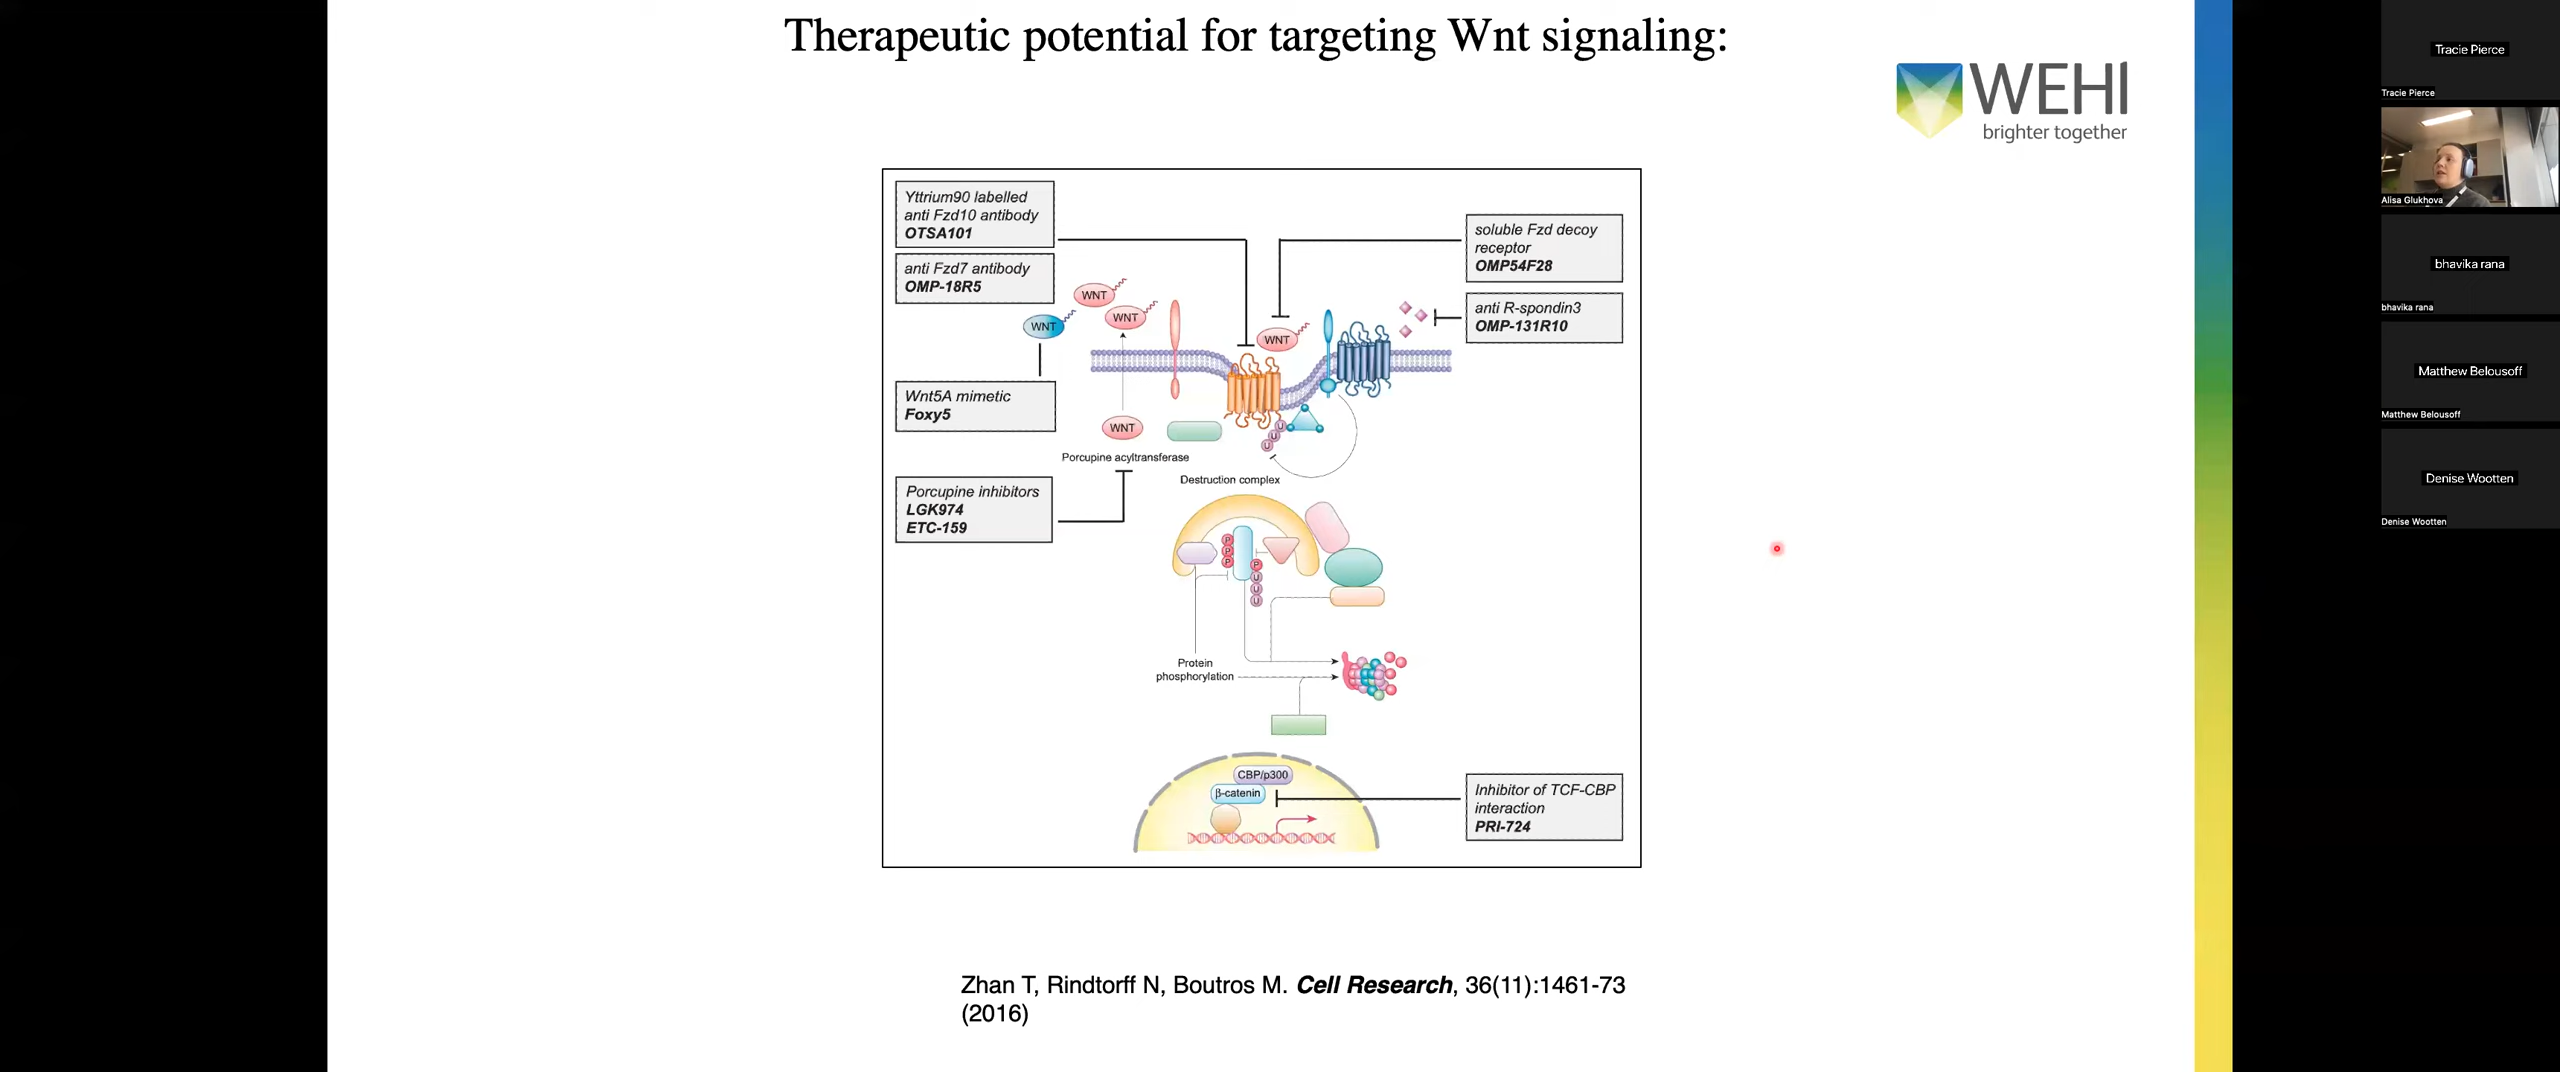 Therapeutic potential for targeting Wnt signaling:
WEHI
brighter together
Yttrium90 labelled
anti Fzd10 antibody
OTSA101
anti Fzd7 antibody
OMP-18R5
soluble Fzd decoy
receptor
OMP54F28
anti R-spondin3
OMP-131R10
WNT
WNT
WNT
WNT
Wnt5A mimetic
Foxy5
WNT
U
U
U
Porcupine acyltransferase
Destruction complex
Porcupine inhibitors
LGK974
ETC-159
P
P
P
P
U
U
U
Protein
phosphorylation
CBP/p300
β-catenin
Inhibitor of TCF-CBP
interaction
PRI-724
Zhan T, Rindtorff N, Boutros M. Cell Research, 36(11):1461-73
(2016)
Tracie Pierce
Tracie Pierce
Alisa Glukhova
bhavika rana
bhavika rana
Matthew Belousoff
Matthew Belousoff
Denise Wootten
Denise Wootten